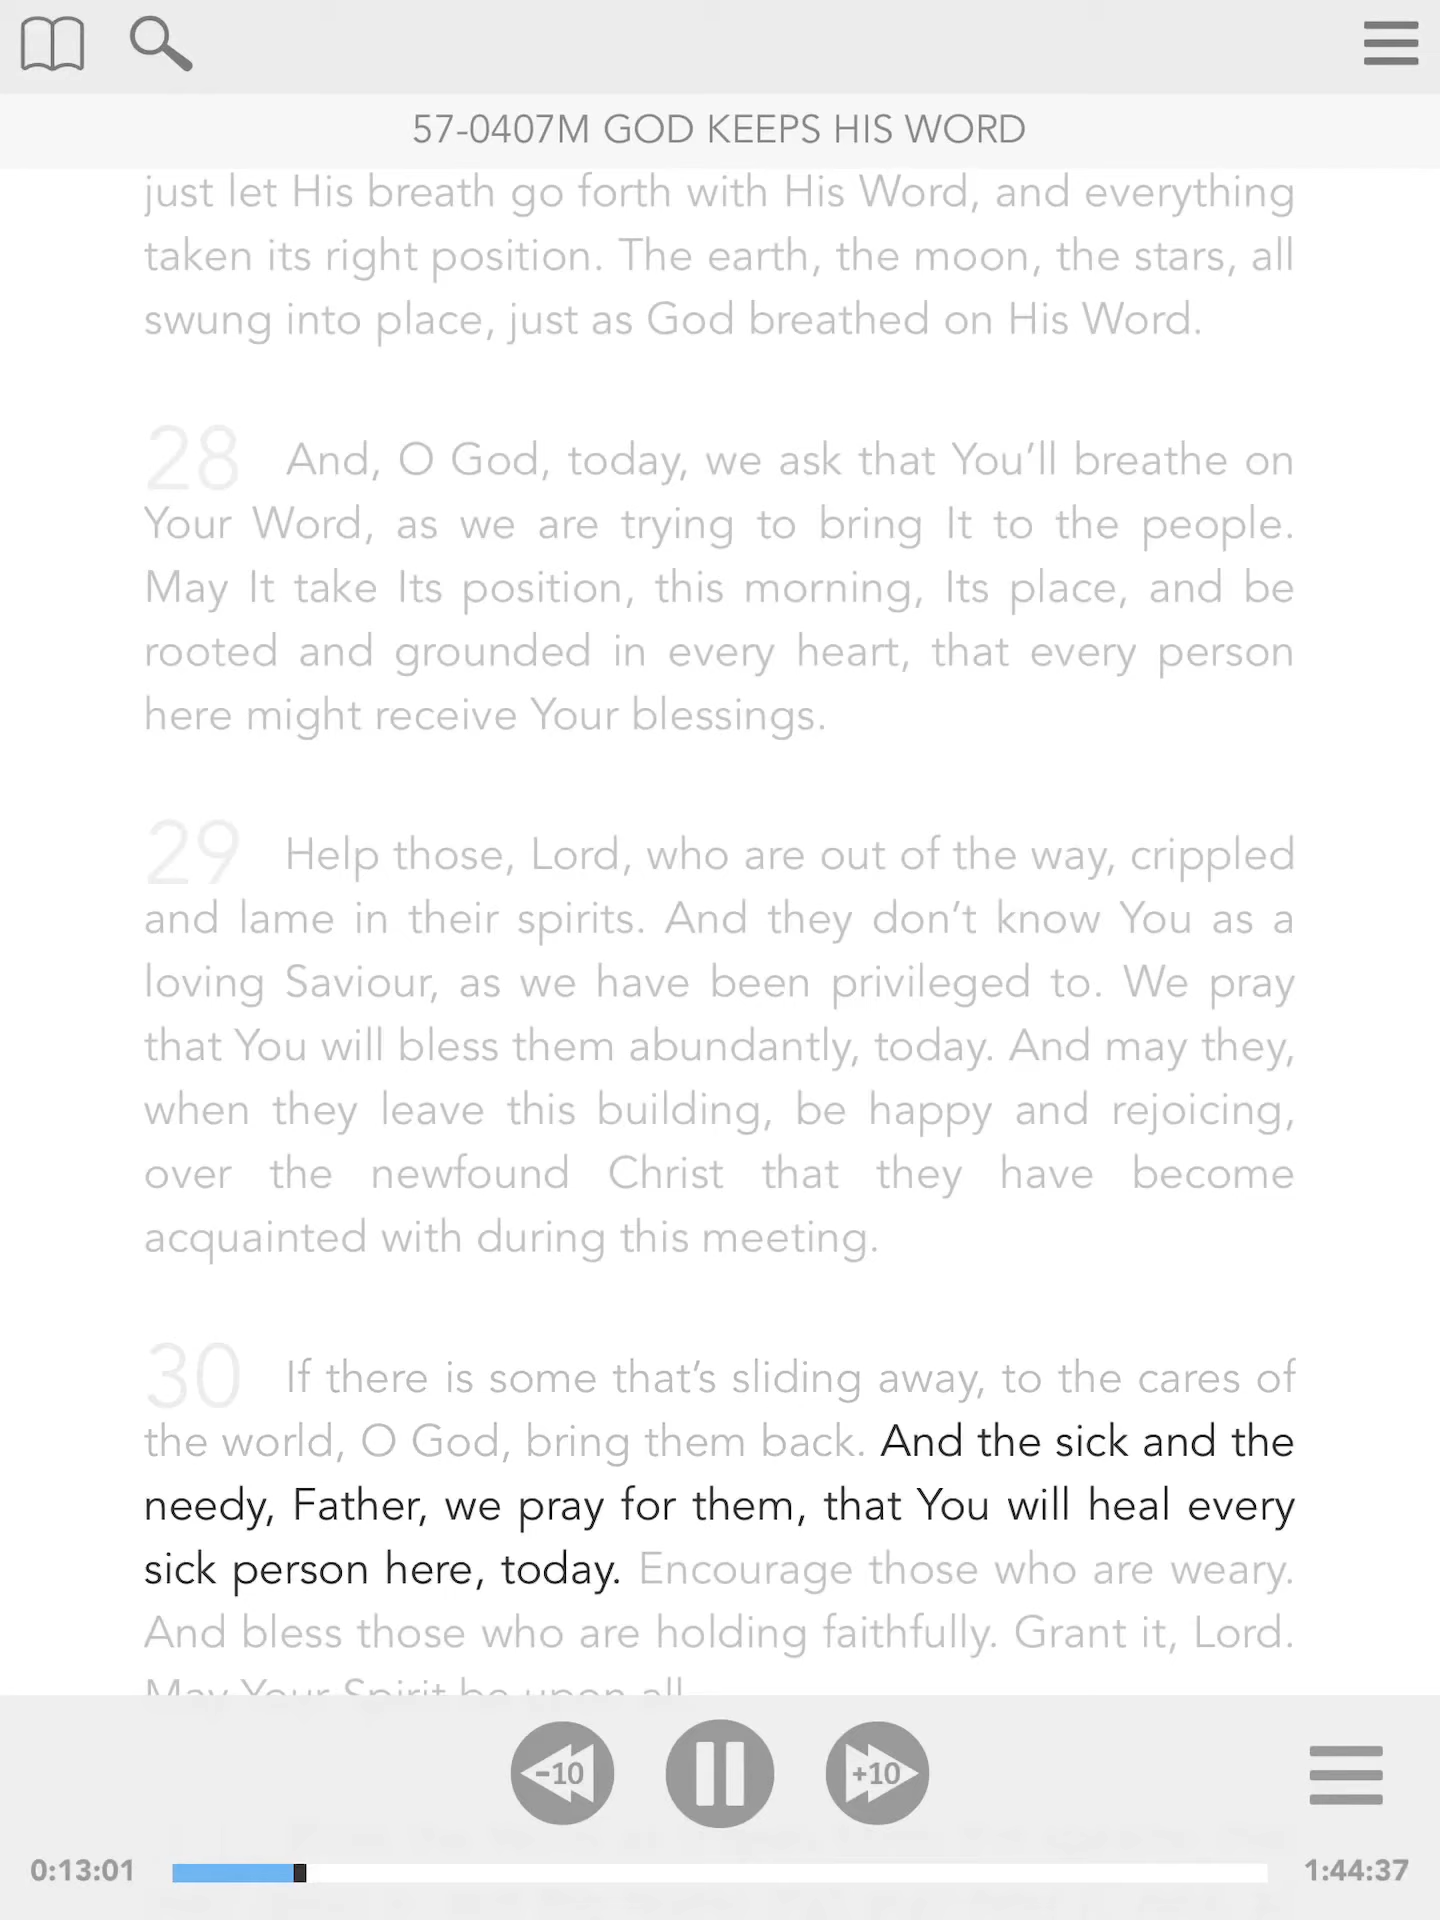 57-0407M GOD KEEPS HIS WORD
just let His breath go forth with His Word, and everything
taken its right position. The earth, the moon, the stars, all
swung into place, just as God breathed on His Word.
28 And, O God, today, we ask that You’ll breathe on
Your Word, as we are trying to bring It to the people.
May It take Its position, this morning, Its place, and be
rooted and grounded in every heart, that every person
here might receive Your blessings.
29 Help those, Lord, who are out of the way, crippled
and lame in their spirits. And they don’t know You as a
loving Saviour, as we have been privileged to. We pray
that You will bless them abundantly, today. And may they,
when they leave this building, be happy and rejoicing,
over the newfound Christ that they have become
acquainted with during this meeting.
30 If there is some that’s sliding away, to the cares of
the world, O God, bring them back. And the sick and the
needy, Father, we pray for them, that You will heal every
sick person here, today. Encourage those who are weary.
And bless those who are holding faithfully. Grant it, Lord.
May Your Spirit be upon all
-10 +10
0:13:01 1:44:37